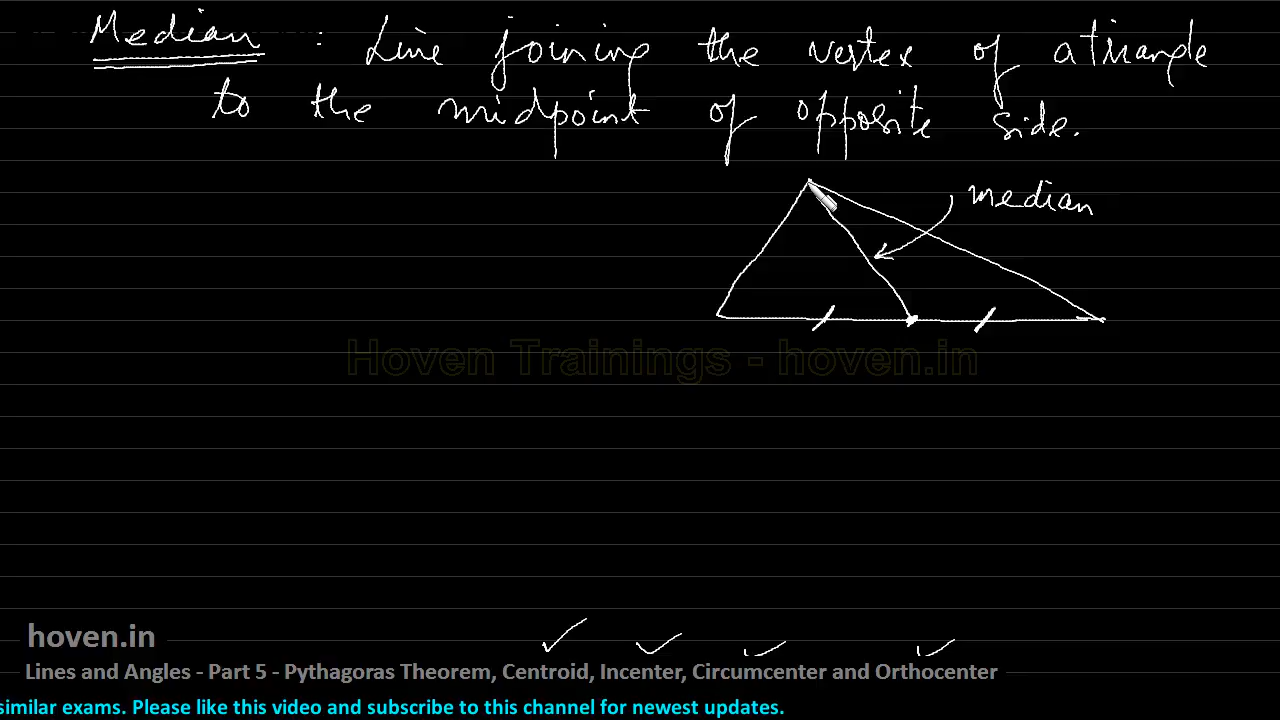 Median : Line joining the vertex of a triangle
to the midpoint of opposite side.
median
Hoven Trainings - hoven.in
hoven.in
Lines and Angles - Part 5 - Pythagoras Theorem, Centroid, Incenter, Circumcenter and Orthocenter
similar exams. Please like this video and subscribe to this channel for newest updates.